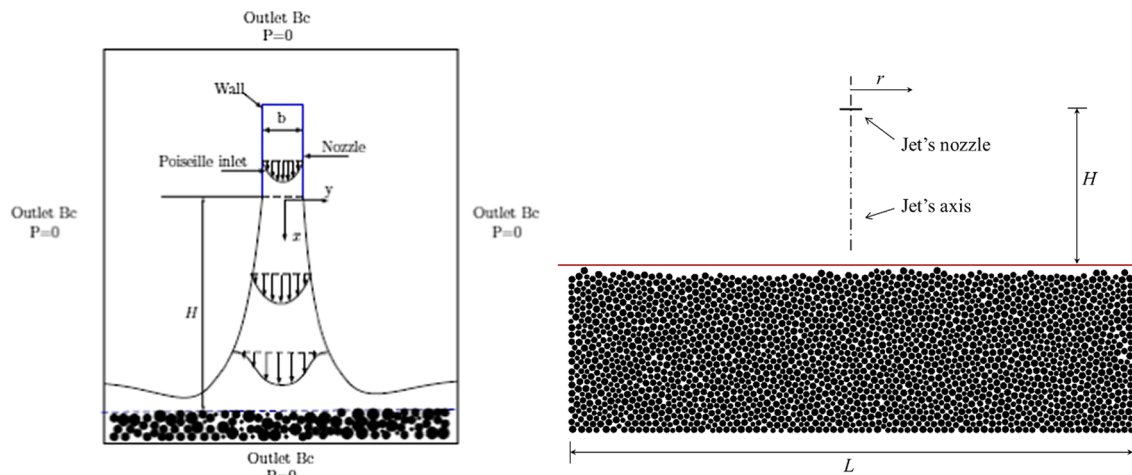 Outlet Bc
P=0
Wall
b
Nozzle
Poiseille inlet
y
x
Outlet Bc
P=0
Outlet Bc
P=0
H
Outlet Bc
P=0
r
Jet's nozzle
H
Jet's axis
L